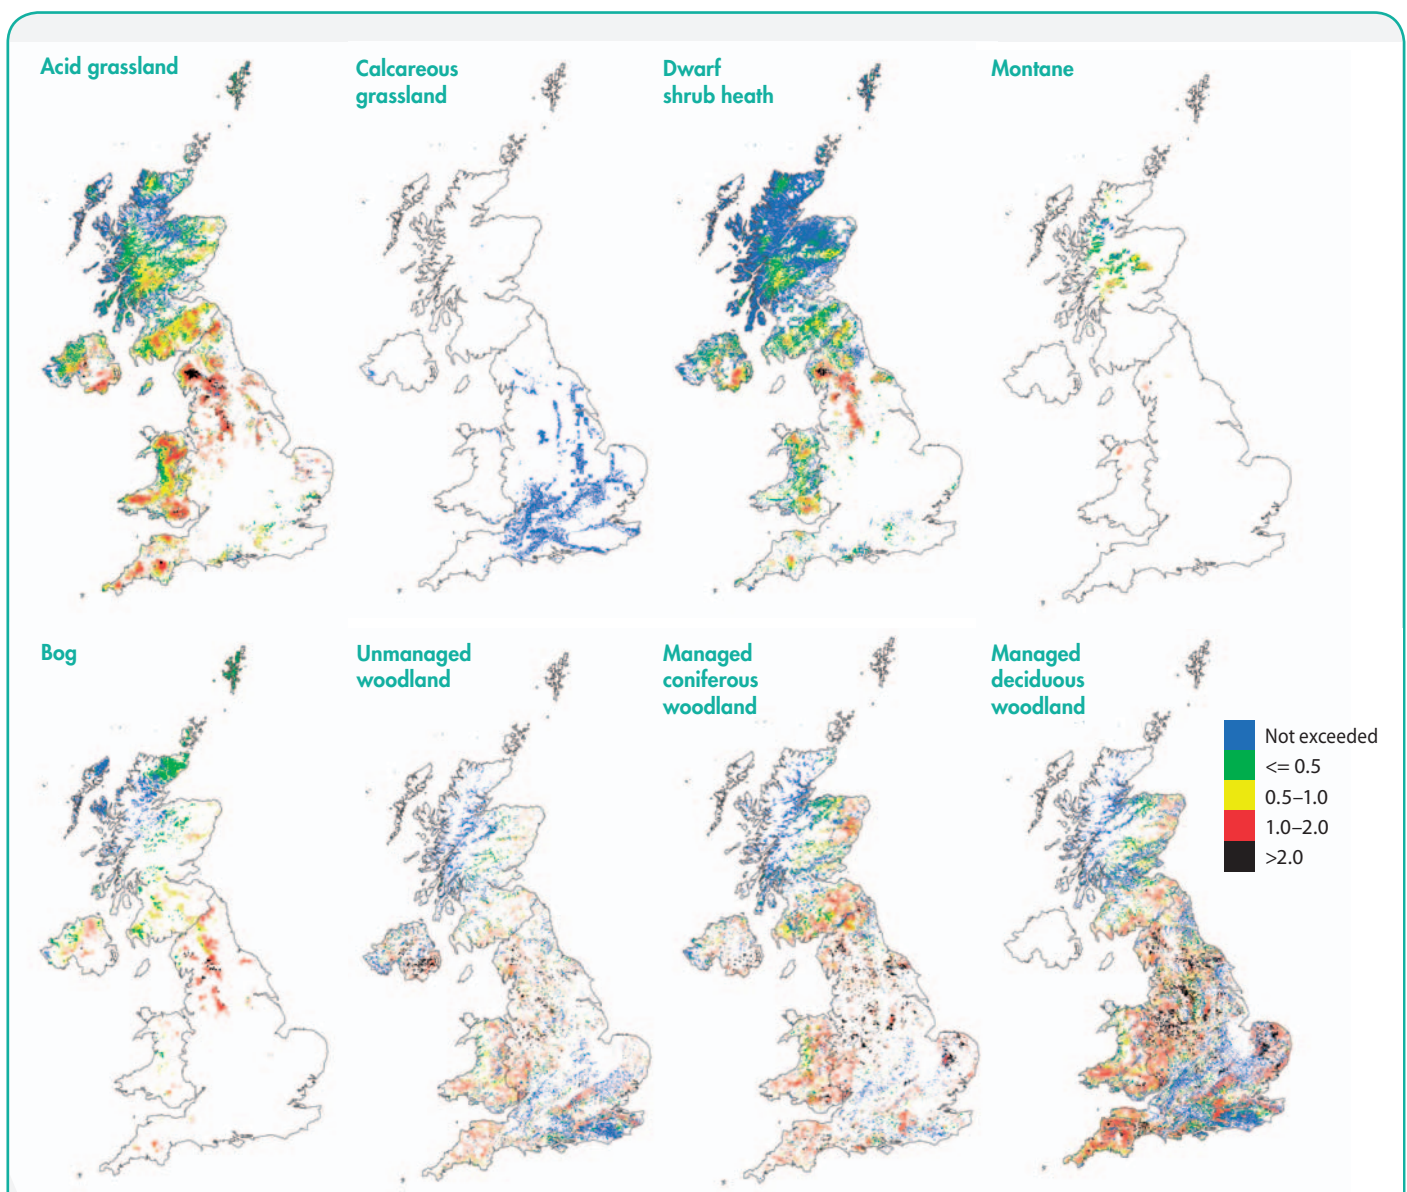 Acid grassland
Calcareous
grassland
Dwarf
shrub heath
Montane
Bog
Unmanaged
woodland
Managed
coniferous
woodland
Managed
deciduous
woodland
Not exceeded
<= 0.5
0.5–1.0
1.0–2.0
>2.0